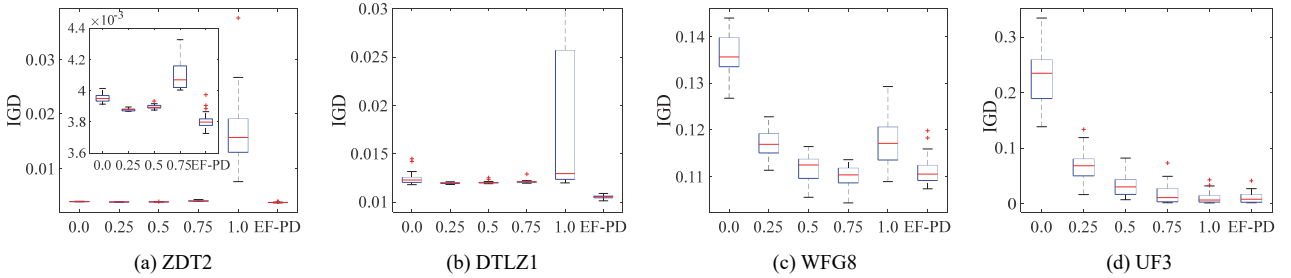 IGD
0.03
0.02
0.01
×10⁻³
4.4
4.2
4
3.8
3.6
0.0 0.25 0.5 0.75 EF-PD
0.0 0.25 0.5 0.75 1.0 EF-PD
(a) ZDT2
IGD
0.03
0.025
0.02
0.015
0.01
0.0 0.25 0.5 0.75 1.0 EF-PD
(b) DTLZ1
IGD
0.14
0.13
0.12
0.11
0.0 0.25 0.5 0.75 1.0 EF-PD
(c) WFG8
IGD
0.3
0.2
0.1
0
0.0 0.25 0.5 0.75 1.0 EF-PD
(d) UF3